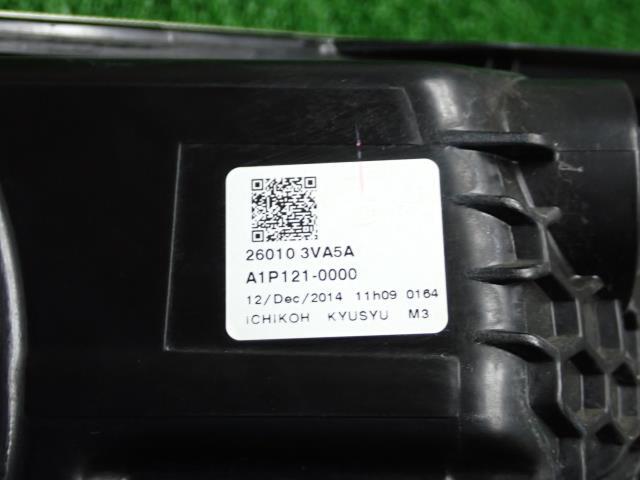 26010 3VA5A
A1P121-0000
12/Dec/2014 11h09 0164
ICHIKOH KYUSYU M3